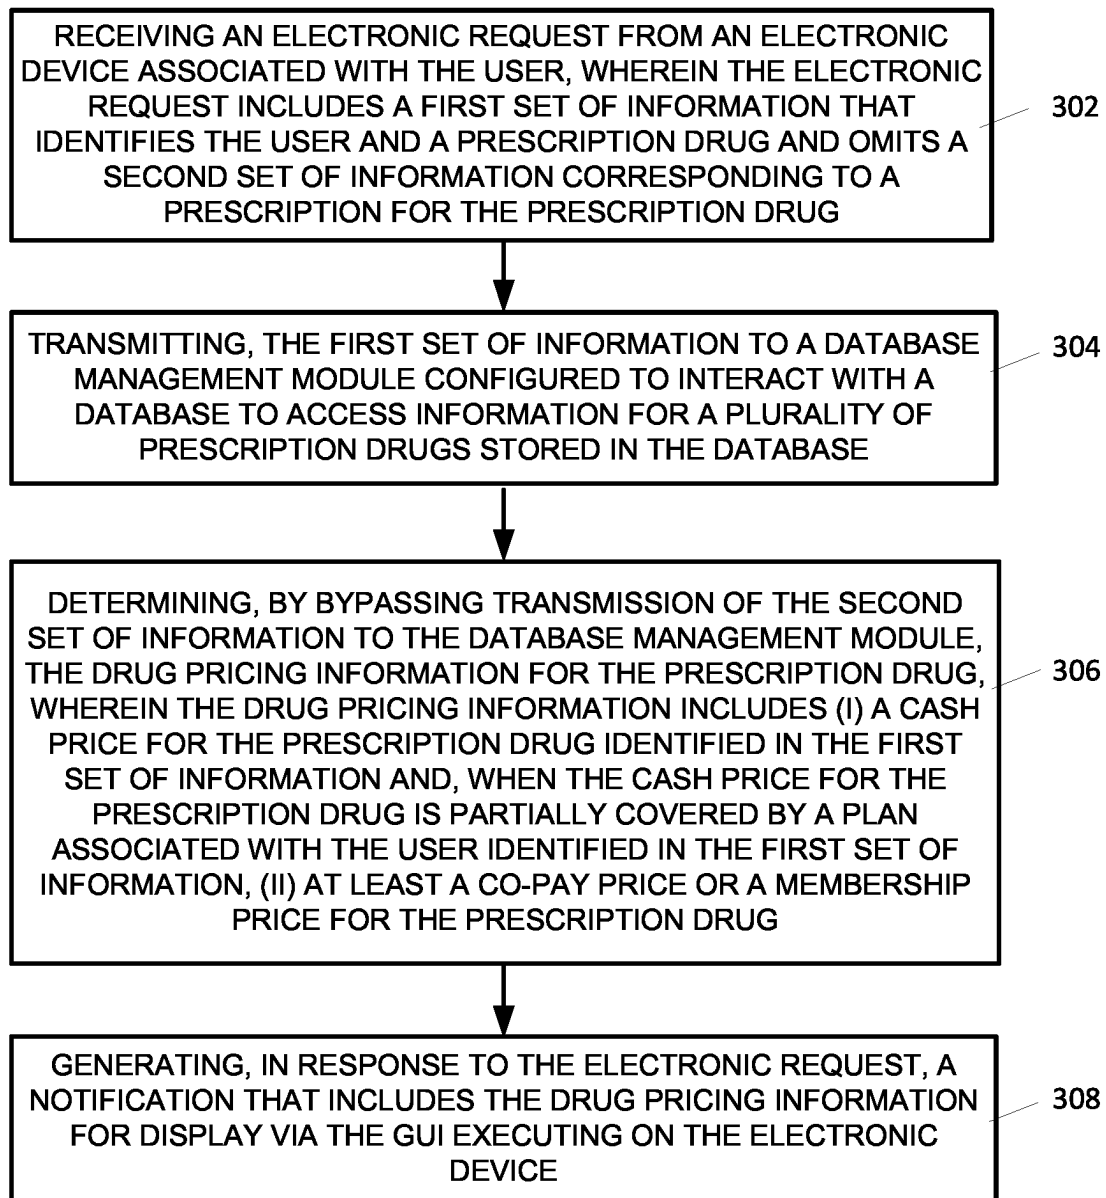 RECEIVING AN ELECTRONIC REQUEST FROM AN ELECTRONIC
DEVICE ASSOCIATED WITH THE USER, WHEREIN THE ELECTRONIC
REQUEST INCLUDES A FIRST SET OF INFORMATION THAT
IDENTIFIES THE USER AND A PRESCRIPTION DRUG AND OMITS A
SECOND SET OF INFORMATION CORRESPONDING TO A
PRESCRIPTION FOR THE PRESCRIPTION DRUG
302
TRANSMITTING, THE FIRST SET OF INFORMATION TO A DATABASE
MANAGEMENT MODULE CONFIGURED TO INTERACT WITH A
DATABASE TO ACCESS INFORMATION FOR A PLURALITY OF
PRESCRIPTION DRUGS STORED IN THE DATABASE
304
DETERMINING, BY BYPASSING TRANSMISSION OF THE SECOND
SET OF INFORMATION TO THE DATABASE MANAGEMENT MODULE,
THE DRUG PRICING INFORMATION FOR THE PRESCRIPTION DRUG,
WHEREIN THE DRUG PRICING INFORMATION INCLUDES (I) A CASH
PRICE FOR THE PRESCRIPTION DRUG IDENTIFIED IN THE FIRST
SET OF INFORMATION AND, WHEN THE CASH PRICE FOR THE
PRESCRIPTION DRUG IS PARTIALLY COVERED BY A PLAN
ASSOCIATED WITH THE USER IDENTIFIED IN THE FIRST SET OF
INFORMATION, (II) AT LEAST A CO-PAY PRICE OR A MEMBERSHIP
PRICE FOR THE PRESCRIPTION DRUG
306
GENERATING, IN RESPONSE TO THE ELECTRONIC REQUEST, A
NOTIFICATION THAT INCLUDES THE DRUG PRICING INFORMATION
FOR DISPLAY VIA THE GUI EXECUTING ON THE ELECTRONIC
DEVICE
308